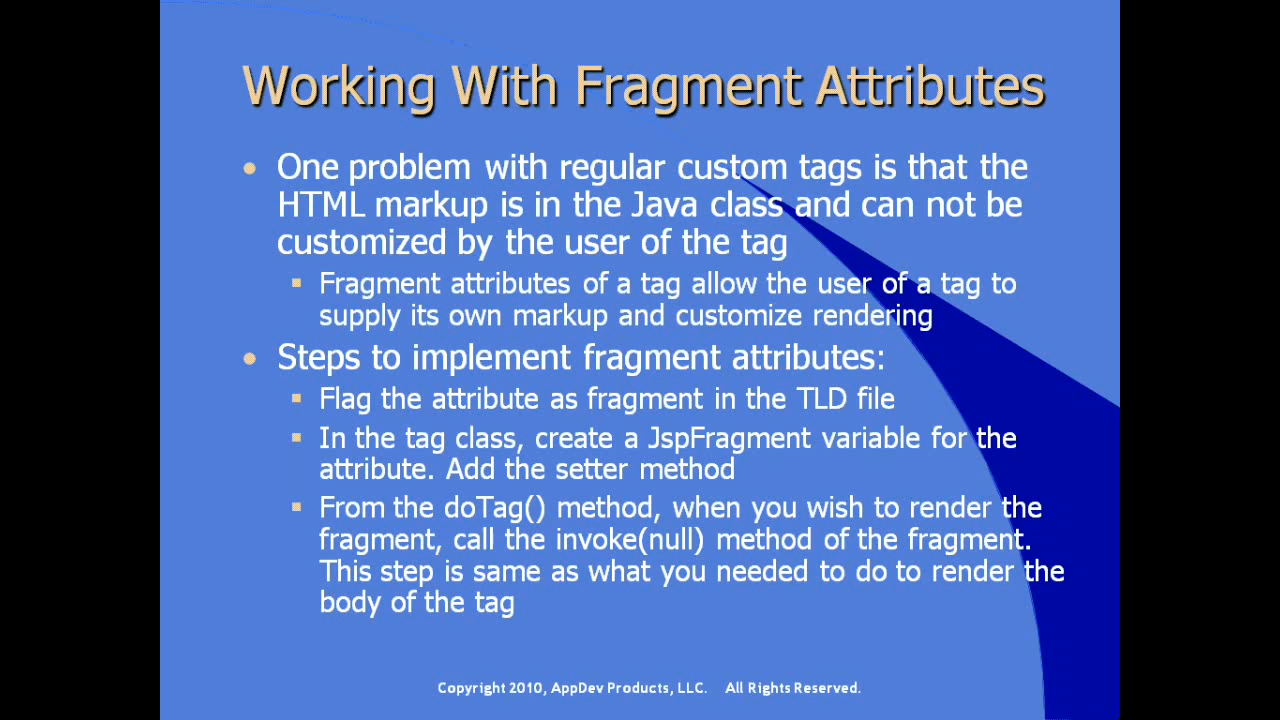 Working With Fragment Attributes
• One problem with regular custom tags is that the
HTML markup is in the Java class and can not be
customized by the user of the tag
▪ Fragment attributes of a tag allow the user of a tag to
supply its own markup and customize rendering
• Steps to implement fragment attributes:
▪ Flag the attribute as fragment in the TLD file
▪ In the tag class, create a JspFragment variable for the
attribute. Add the setter method
▪ From the doTag() method, when you wish to render the
fragment, call the invoke(null) method of the fragment.
This step is same as what you needed to do to render the
body of the tag
Copyright 2010, AppDev Products, LLC. All Rights Reserved.